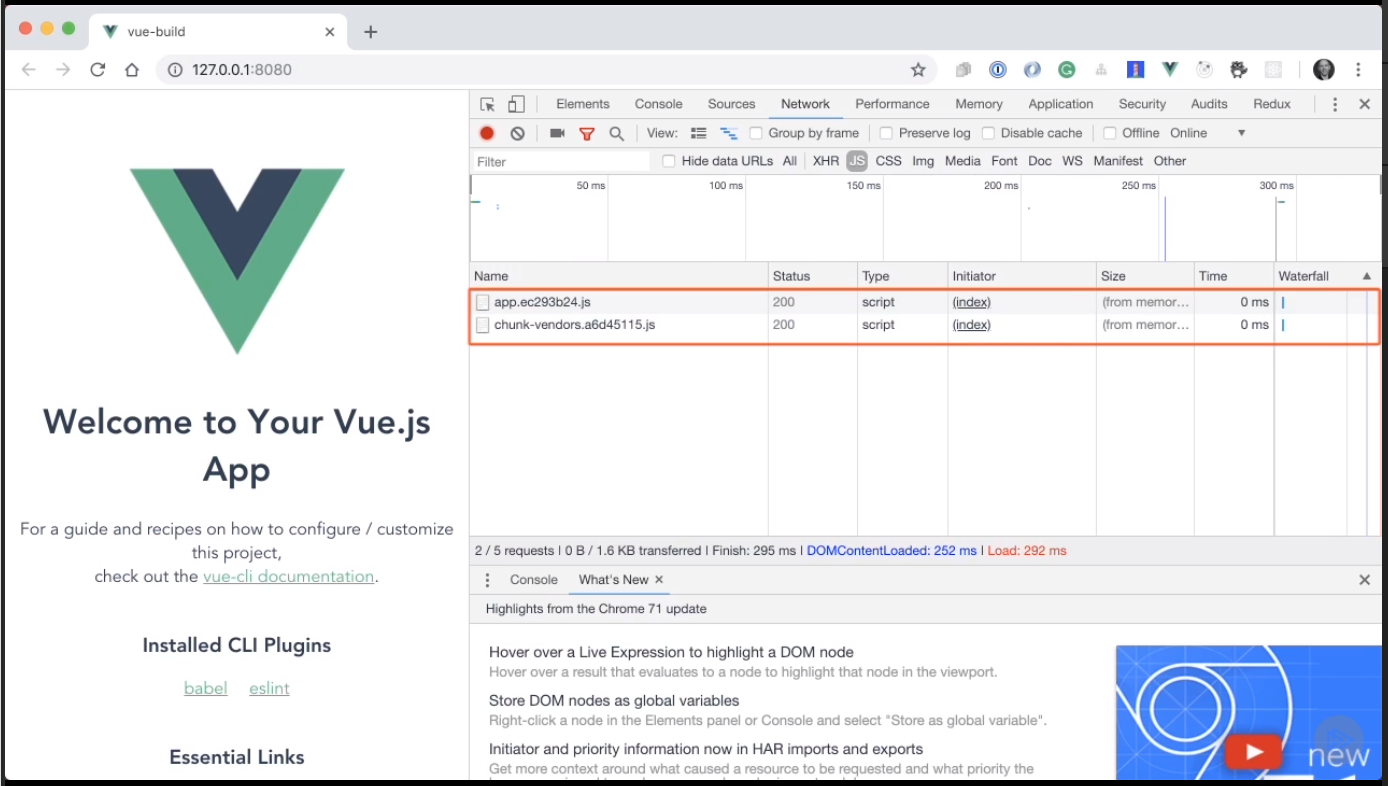 vue-build
127.0.0.1:8080
Welcome to Your Vue.js
App
For a guide and recipes on how to configure / customize
this project,
check out the vue-cli documentation.
Installed CLI Plugins
babel eslint
Essential Links
Elements Console Sources Network Performance Memory Application Security Audits Redux
View: Group by frame Preserve log Disable cache Offline Online
Filter Hide data URLs All XHR JS CSS Img Media Font Doc WS Manifest Other
50 ms 100 ms 150 ms 200 ms 250 ms 300 ms
Name Status Type Initiator Size Time Waterfall
app.ec293b24.js 200 script (index) (from memor... 0 ms
chunk-vendors.a6d45115.js 200 script (index) (from memor... 0 ms
2 / 5 requests | 0 B / 1.6 KB transferred | Finish: 295 ms | DOMContentLoaded: 252 ms | Load: 292 ms
Console What's New
Highlights from the Chrome 71 update
Hover over a Live Expression to highlight a DOM node
Hover over a result that evaluates to a node to highlight that node in the viewport.
Store DOM nodes as global variables
Right-click a node in the Elements panel or Console and select "Store as global variable".
Initiator and priority information now in HAR imports and exports
Get more context around what caused a resource to be requested and what priority the
new